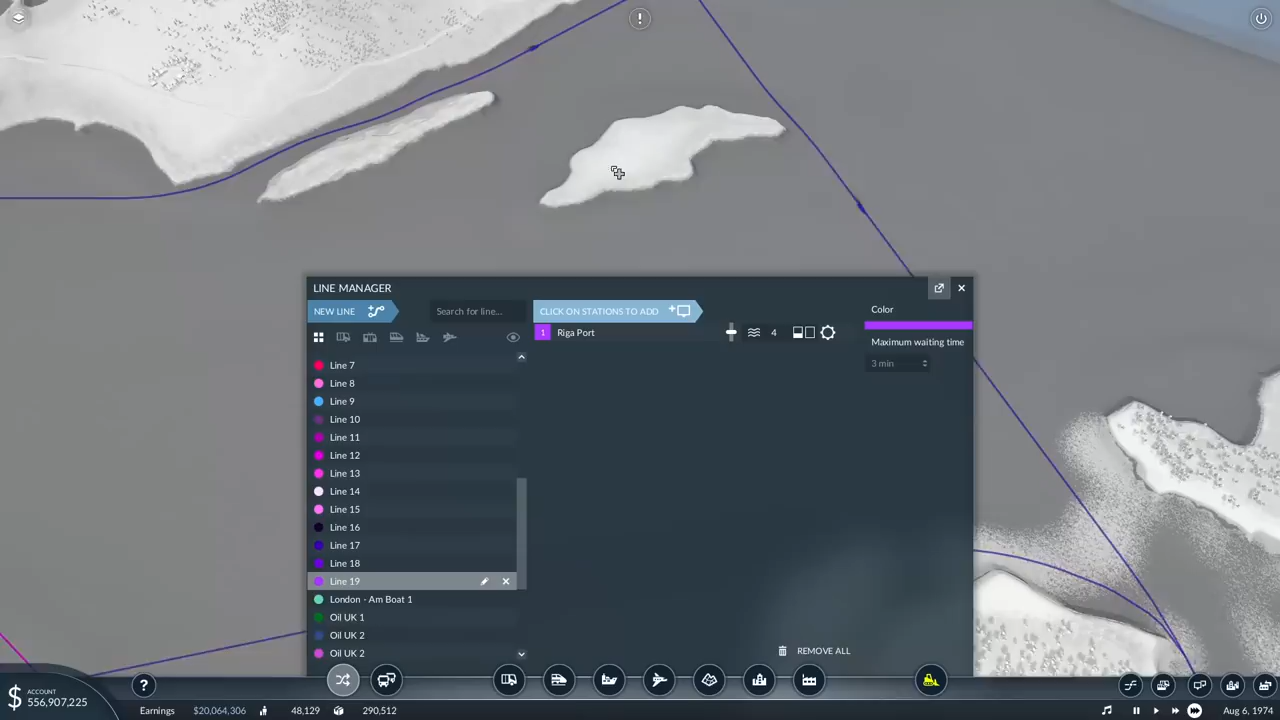 LINE MANAGER
NEW LINE
Search for line...
CLICK ON STATIONS TO ADD
Color
1 Riga Port 4
Maximum waiting time
3 min
Line 7
Line 8
Line 9
Line 10
Line 11
Line 12
Line 13
Line 14
Line 15
Line 16
Line 17
Line 18
Line 19
London - Am Boat 1
Oil UK 1
Oil UK 2
Oil UK 2
REMOVE ALL
$ ACCOUNT
556,907,225
?
Earnings $20,064,306 48,129 290,512
Aug 6, 1974